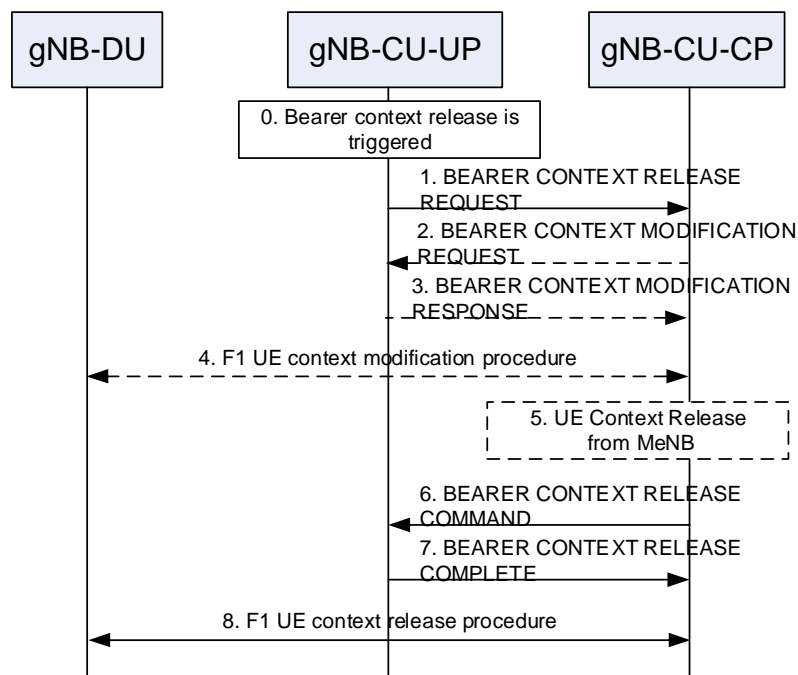 gNB-DU
gNB-CU-UP
gNB-CU-CP
0. Bearer context release is
triggered
1. BEARER CONTEXT RELEASE
REQUEST
2. BEARER CONTEXT MODIFICATION
REQUEST
3. BEARER CONTEXT MODIFICATION
RESPONSE
4. F1 UE context modification procedure
5. UE Context Release
from MeNB
6. BEARER CONTEXT RELEASE
COMMAND
7. BEARER CONTEXT RELEASE
COMPLETE
8. F1 UE context release procedure